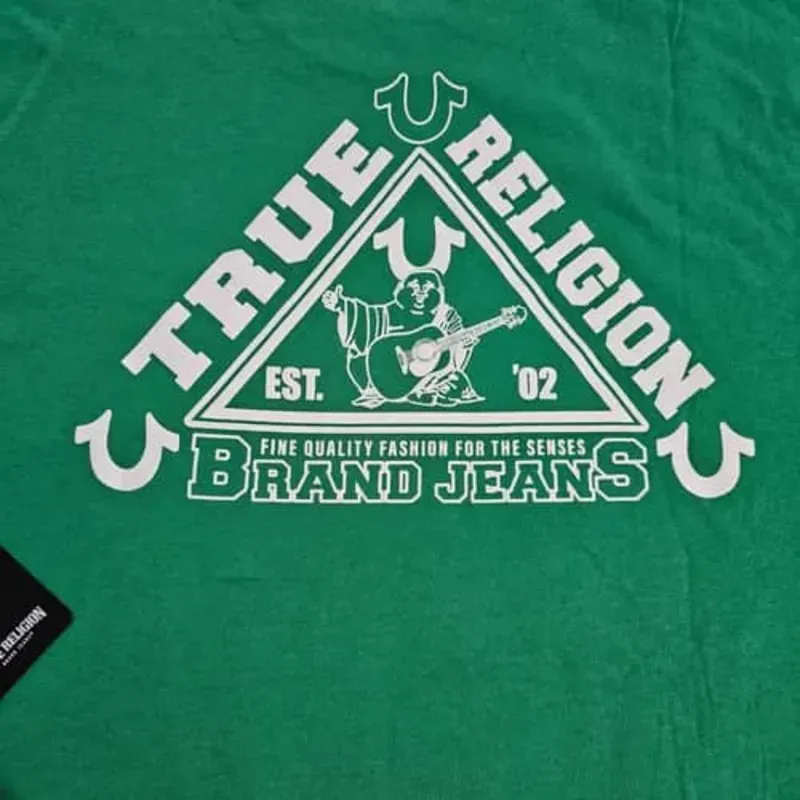 TRUE
RELIGION
EST.
'02
FINE QUALITY FASHION FOR THE SENSES
BRAND JEANS
RELIGION